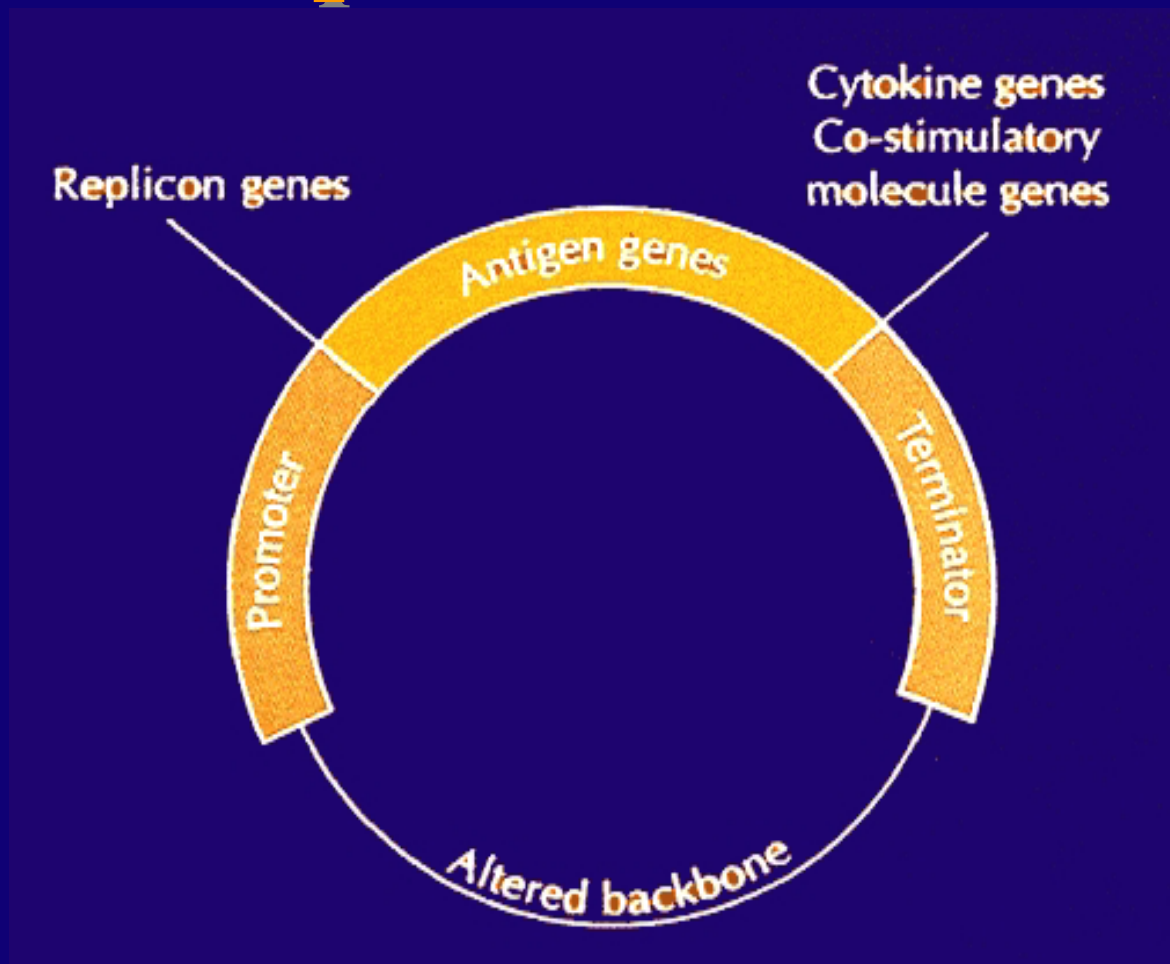 Cytokine genes
Co-stimulatory
molecule genes
Replicon genes
Antigen genes
Promoter
Terminator
Altered backbone